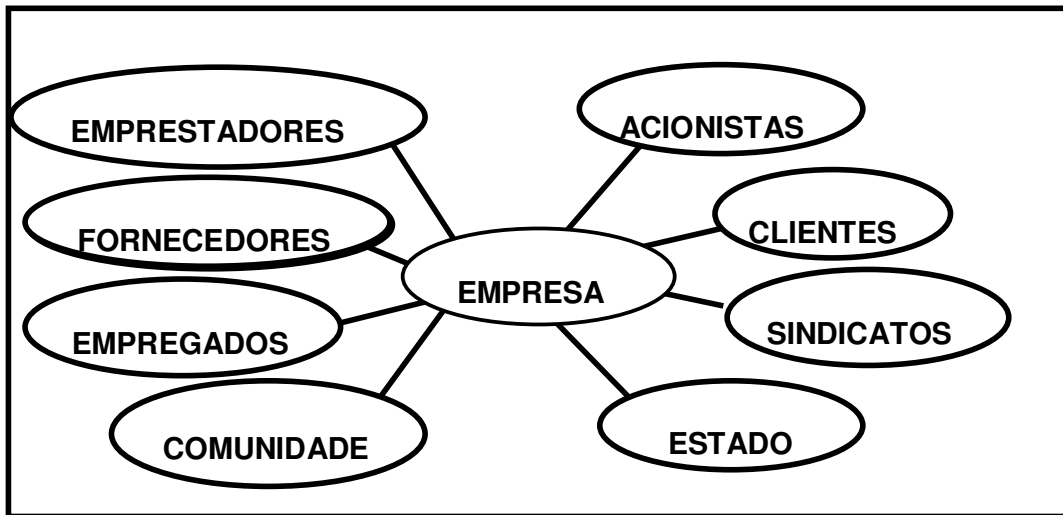 EMPRESTADORES
ACIONISTAS
FORNECEDORES
CLIENTES
EMPRESA
EMPREGADOS
SINDICATOS
COMUNIDADE
ESTADO